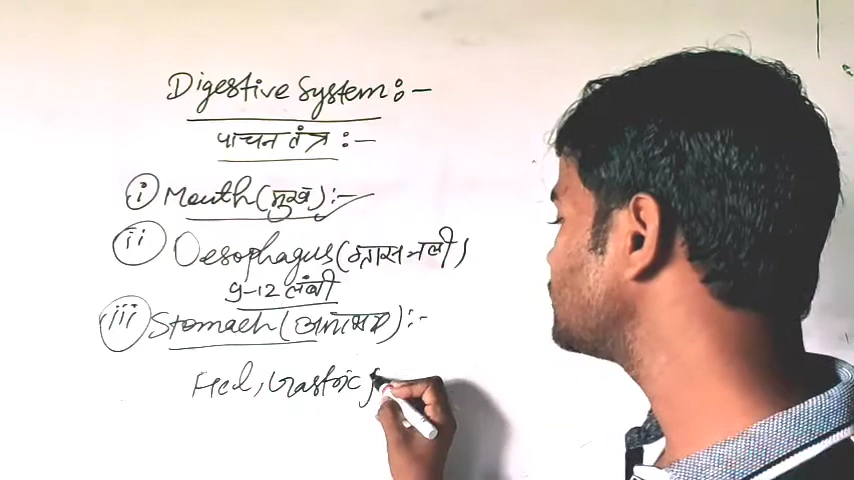 Digestive System:-
पाचन तंत्र :-
(i) Mouth (मुख) :-
(ii) Oesophagus (ग्रास नली)
9-12 लंबी
(iii) Stomach (आमाशय) :-
Hcl, Gastric